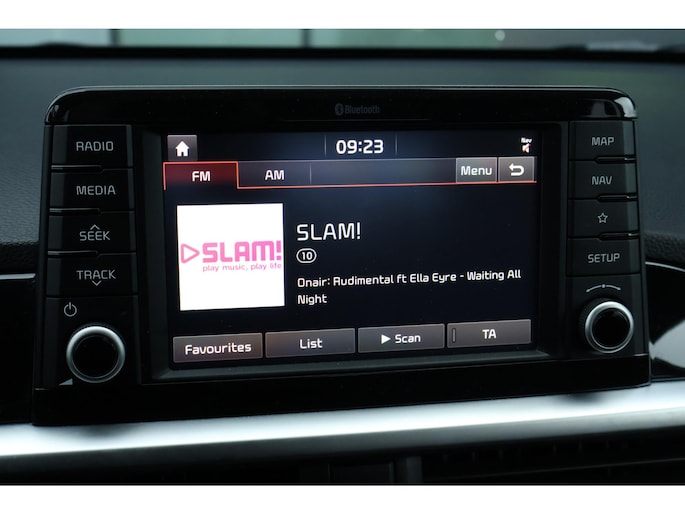 Bluetooth
RADIO
MEDIA
SEEK
TRACK
09:23
Nav
FM
AM
Menu
SLAM!
play music, play life
SLAM!
10
Onair: Rudimental ft Ella Eyre - Waiting All
Night
Favourites
List
Scan
TA
MAP
NAV
SETUP